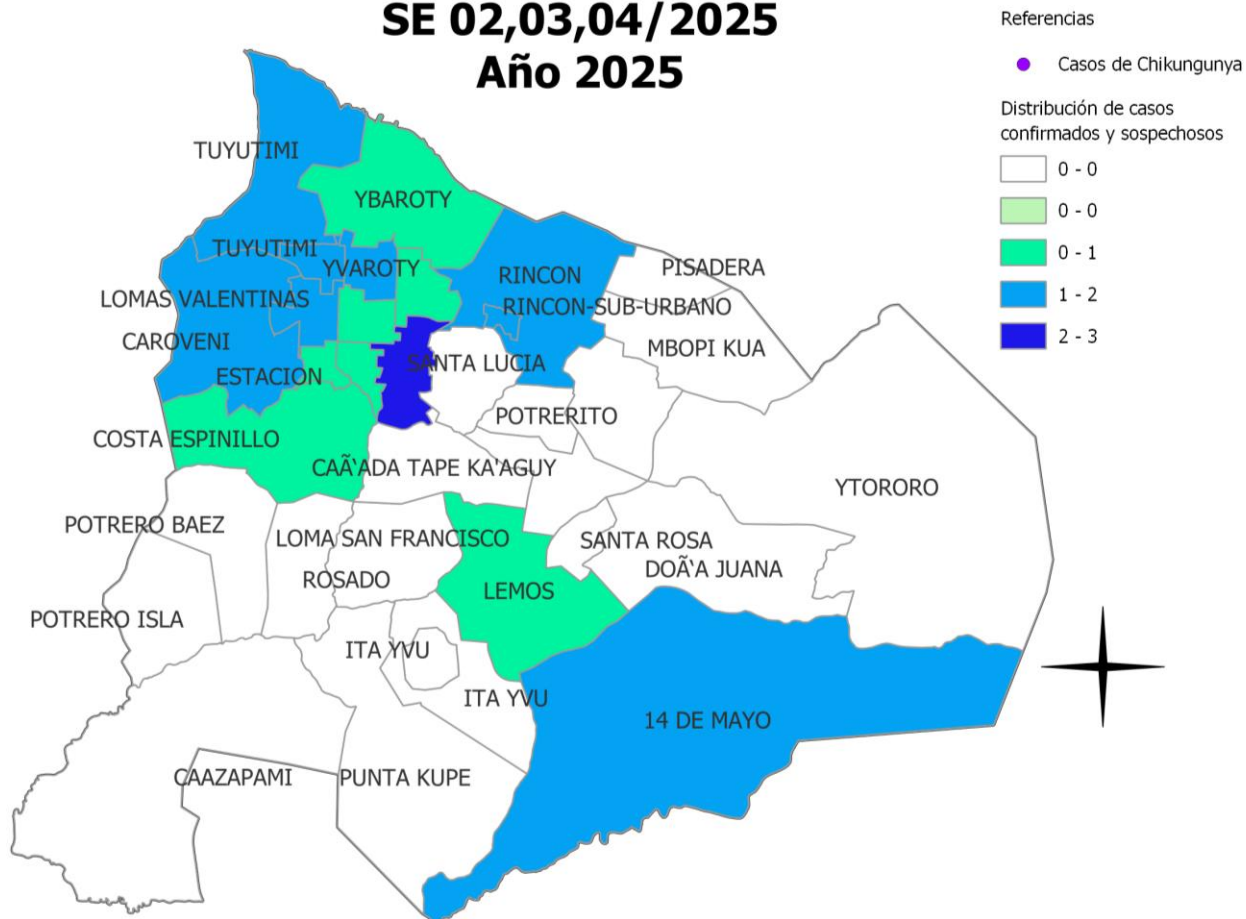 SE 02,03,04/2025
Año 2025
Referencias
Casos de Chikungunya
Distribución de casos
confirmados y sospechosos
0 - 0
0 - 0
0 - 1
1 - 2
2 - 3
TUYUTIMI
YBAROTY
TUYUTIMI
YVAROTY
RINCON
PISADERA
LOMAS VALENTINAS
RINCON-SUB-URBANO
CAROVENI
MBOPI KUA
ESTACION
SANTA LUCIA
POTRERITO
COSTA ESPINILLO
CAÃ‘ADA TAPE KA'AGUY
YTORORO
POTRERO BAEZ
LOMA SAN FRANCISCO
SANTA ROSA
ROSADO
DOÃ‘A JUANA
LEMOS
POTRERO ISLA
ITA YVU
ITA YVU
14 DE MAYO
CAAZAPAMI
PUNTA KUPE